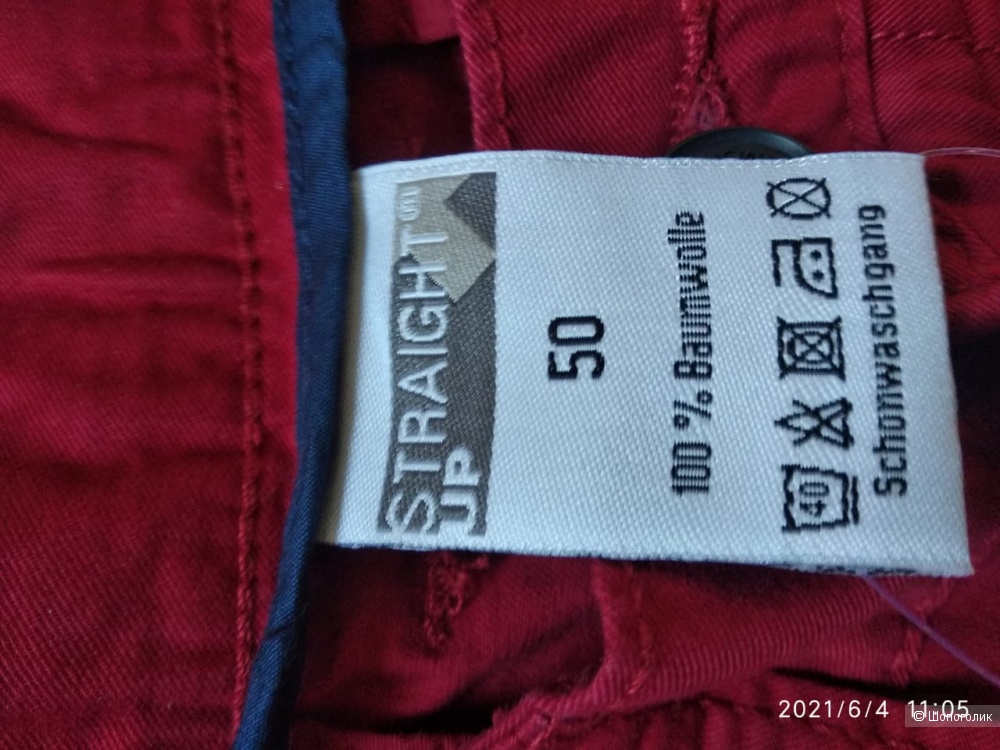 STRAIGHT
UP
50
100 % Baumwolle
40
Schonwaschgang
2021/6/4 11:05
© Шопоголик